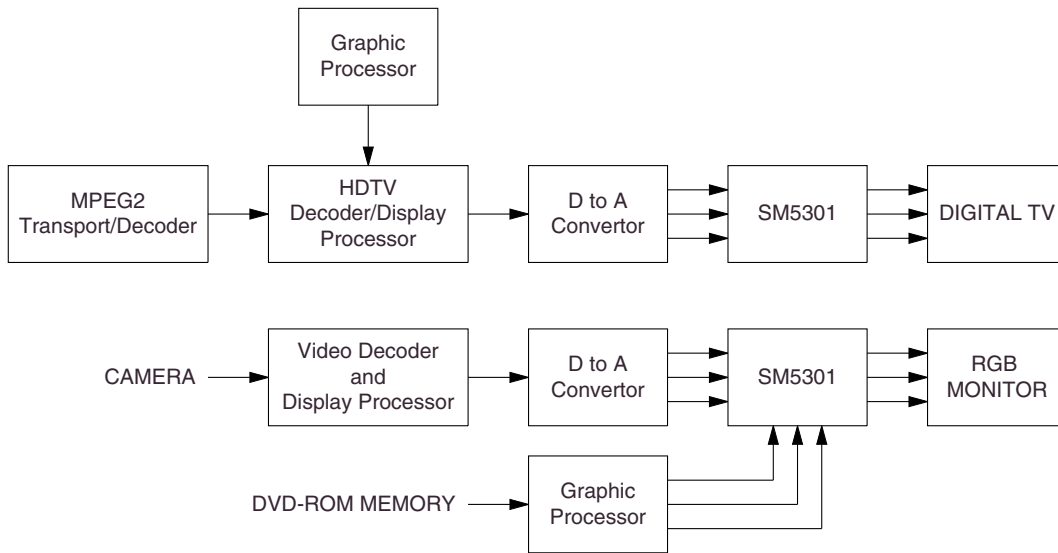 Graphic
Processor
MPEG2
Transport/Decoder
HDTV
Decoder/Display
Processor
D to A
Convertor
SM5301
DIGITAL TV
CAMERA
Video Decoder
and
Display Processor
D to A
Convertor
SM5301
RGB
MONITOR
DVD-ROM MEMORY
Graphic
Processor